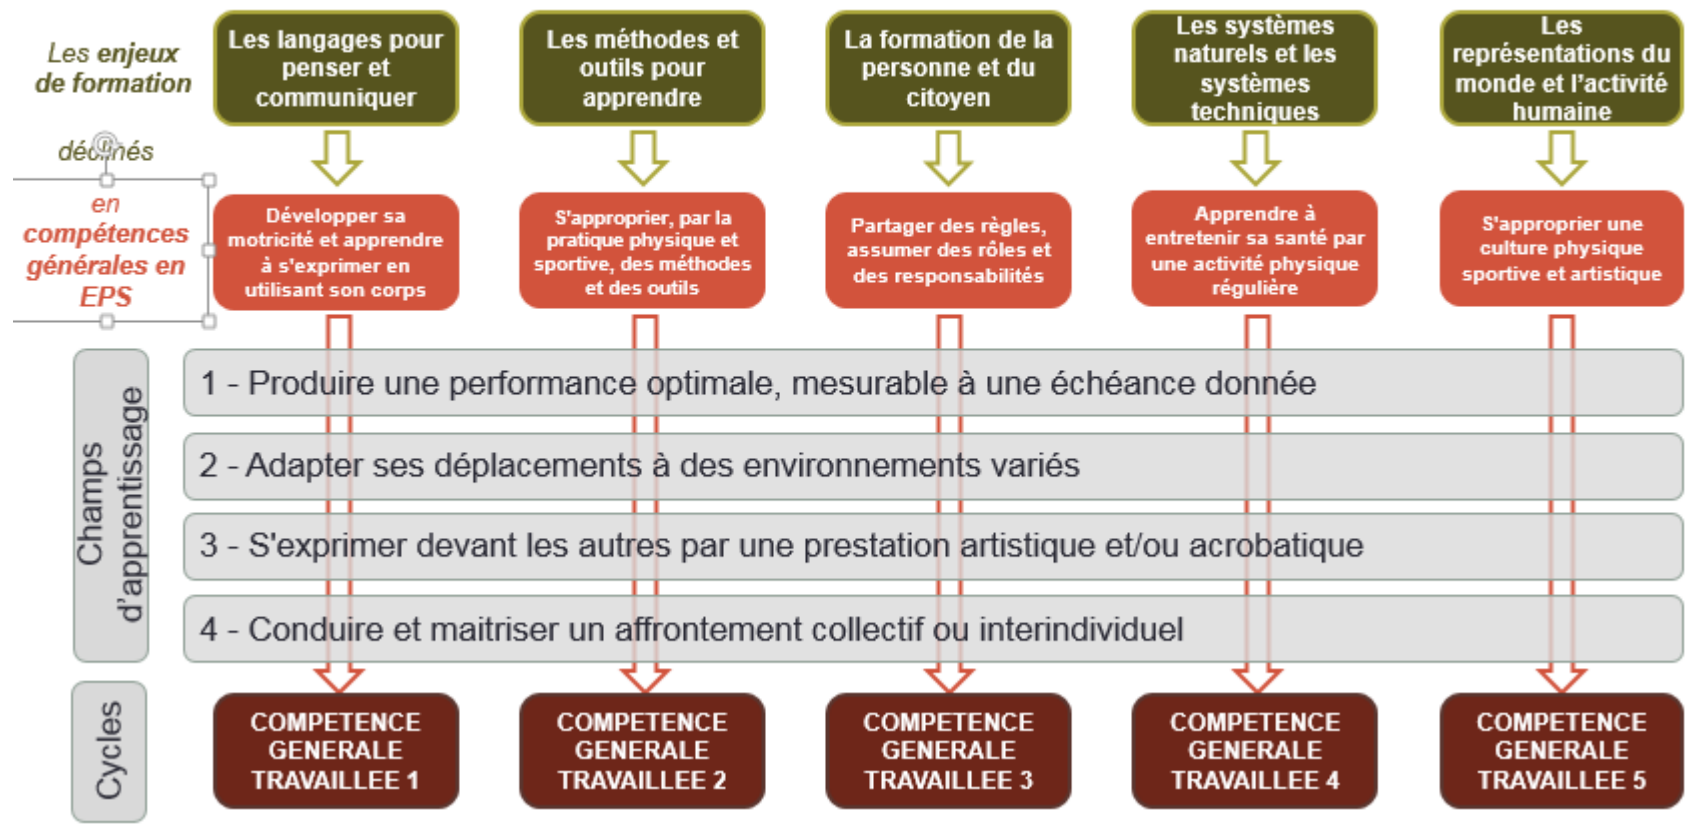 Les enjeux
de formation
Les langages pour
penser et
communiquer
Les méthodes et
outils pour
apprendre
La formation de la
personne et du
citoyen
Les systèmes
naturels et les
systèmes
techniques
Les
représentations du
monde et l'activité
humaine
déclinés
en
compétences
générales en
EPS
Développer sa
motricité et apprendre
à s'exprimer en
utilisant son corps
S'approprier, par la
pratique physique et
sportive, des méthodes
et des outils
Partager des règles,
assumer des rôles et
des responsabilités
Apprendre à
entretenir sa santé par
une activité physique
régulière
S'approprier une
culture physique
sportive et artistique
Champs
d'apprentissage
1 - Produire une performance optimale, mesurable à une échéance donnée
2 - Adapter ses déplacements à des environnements variés
3 - S'exprimer devant les autres par une prestation artistique et/ou acrobatique
4 - Conduire et maitriser un affrontement collectif ou interindividuel
Cycles
COMPETENCE
GENERALE
TRAVAILLEE 1
COMPETENCE
GENERALE
TRAVAILLEE 2
COMPETENCE
GENERALE
TRAVAILLEE 3
COMPETENCE
GENERALE
TRAVAILLEE 4
COMPETENCE
GENERALE
TRAVAILLEE 5